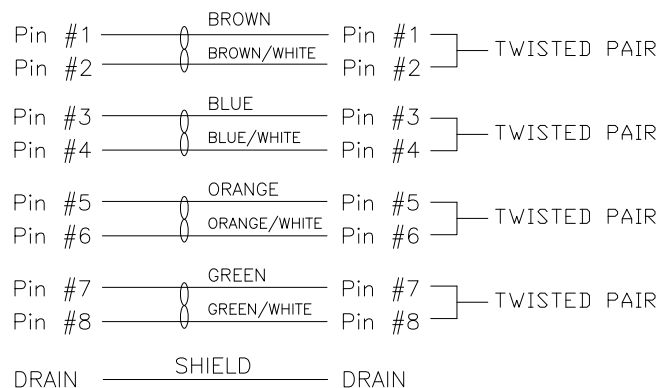 BROWN
Pin #1 Pin #1
BROWN/WHITE TWISTED PAIR
Pin #2 Pin #2
BLUE
Pin #3 Pin #3
BLUE/WHITE TWISTED PAIR
Pin #4 Pin #4
ORANGE
Pin #5 Pin #5
ORANGE/WHITE TWISTED PAIR
Pin #6 Pin #6
GREEN
Pin #7 Pin #7
GREEN/WHITE TWISTED PAIR
Pin #8 Pin #8
SHIELD
DRAIN DRAIN